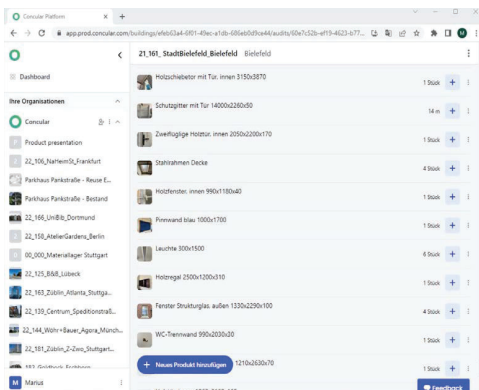 Concular Platform
app.prod.concular.com/buildings/efeb63a4-6f01-49ec-a1db-686eb0d9ce44/audits/60e7c52b-ef19-4623-b77...
21_161_ StadtBielefeld_Bielefeld Bielefeld
Dashboard
Ihre Organisationen
Concular
Product presentation
22_106_NaHeimSt_Frankfurt
Parkhaus Pankstraße - Reuse E...
Parkhaus Pankstraße - Bestand
22_166_UniBib_Dortmund
22_158_AtelierGardens_Berlin
00_000_Materiallager Stuttgart
22_125_B&B_Lübeck
22_163_Züblin_Atlanta_Stuttga...
22_139_Centrum_Speditionstraß...
22_144_Wöhr+Bauer_Agora_Münch...
22_181_Züblin_Z-Zwo_Stuttgart...
Marius
Holzschiebetor mit Tür. innen 3150x3870
1 Stück
Schutzgitter mit Tür 14000x2260x50
14 m
Zweiflüglige Holztür. innen 2050x2200x170
1 Stück
Stahlrahmen Decke
4 Stück
Holzfenster. innen 990x1180x40
1 Stück
Pinnwand blau 1000x1700
1 Stück
Leuchte 300x1500
6 Stück
Holzregal 2500x1200x310
1 Stück
Fenster Strukturglas. außen 1330x2290x100
4 Stück
WC-Trennwand 990x2030x30
1 Stück
+ Neues Produkt hinzufügen
1210x2630x70
1 Stück
Feedback